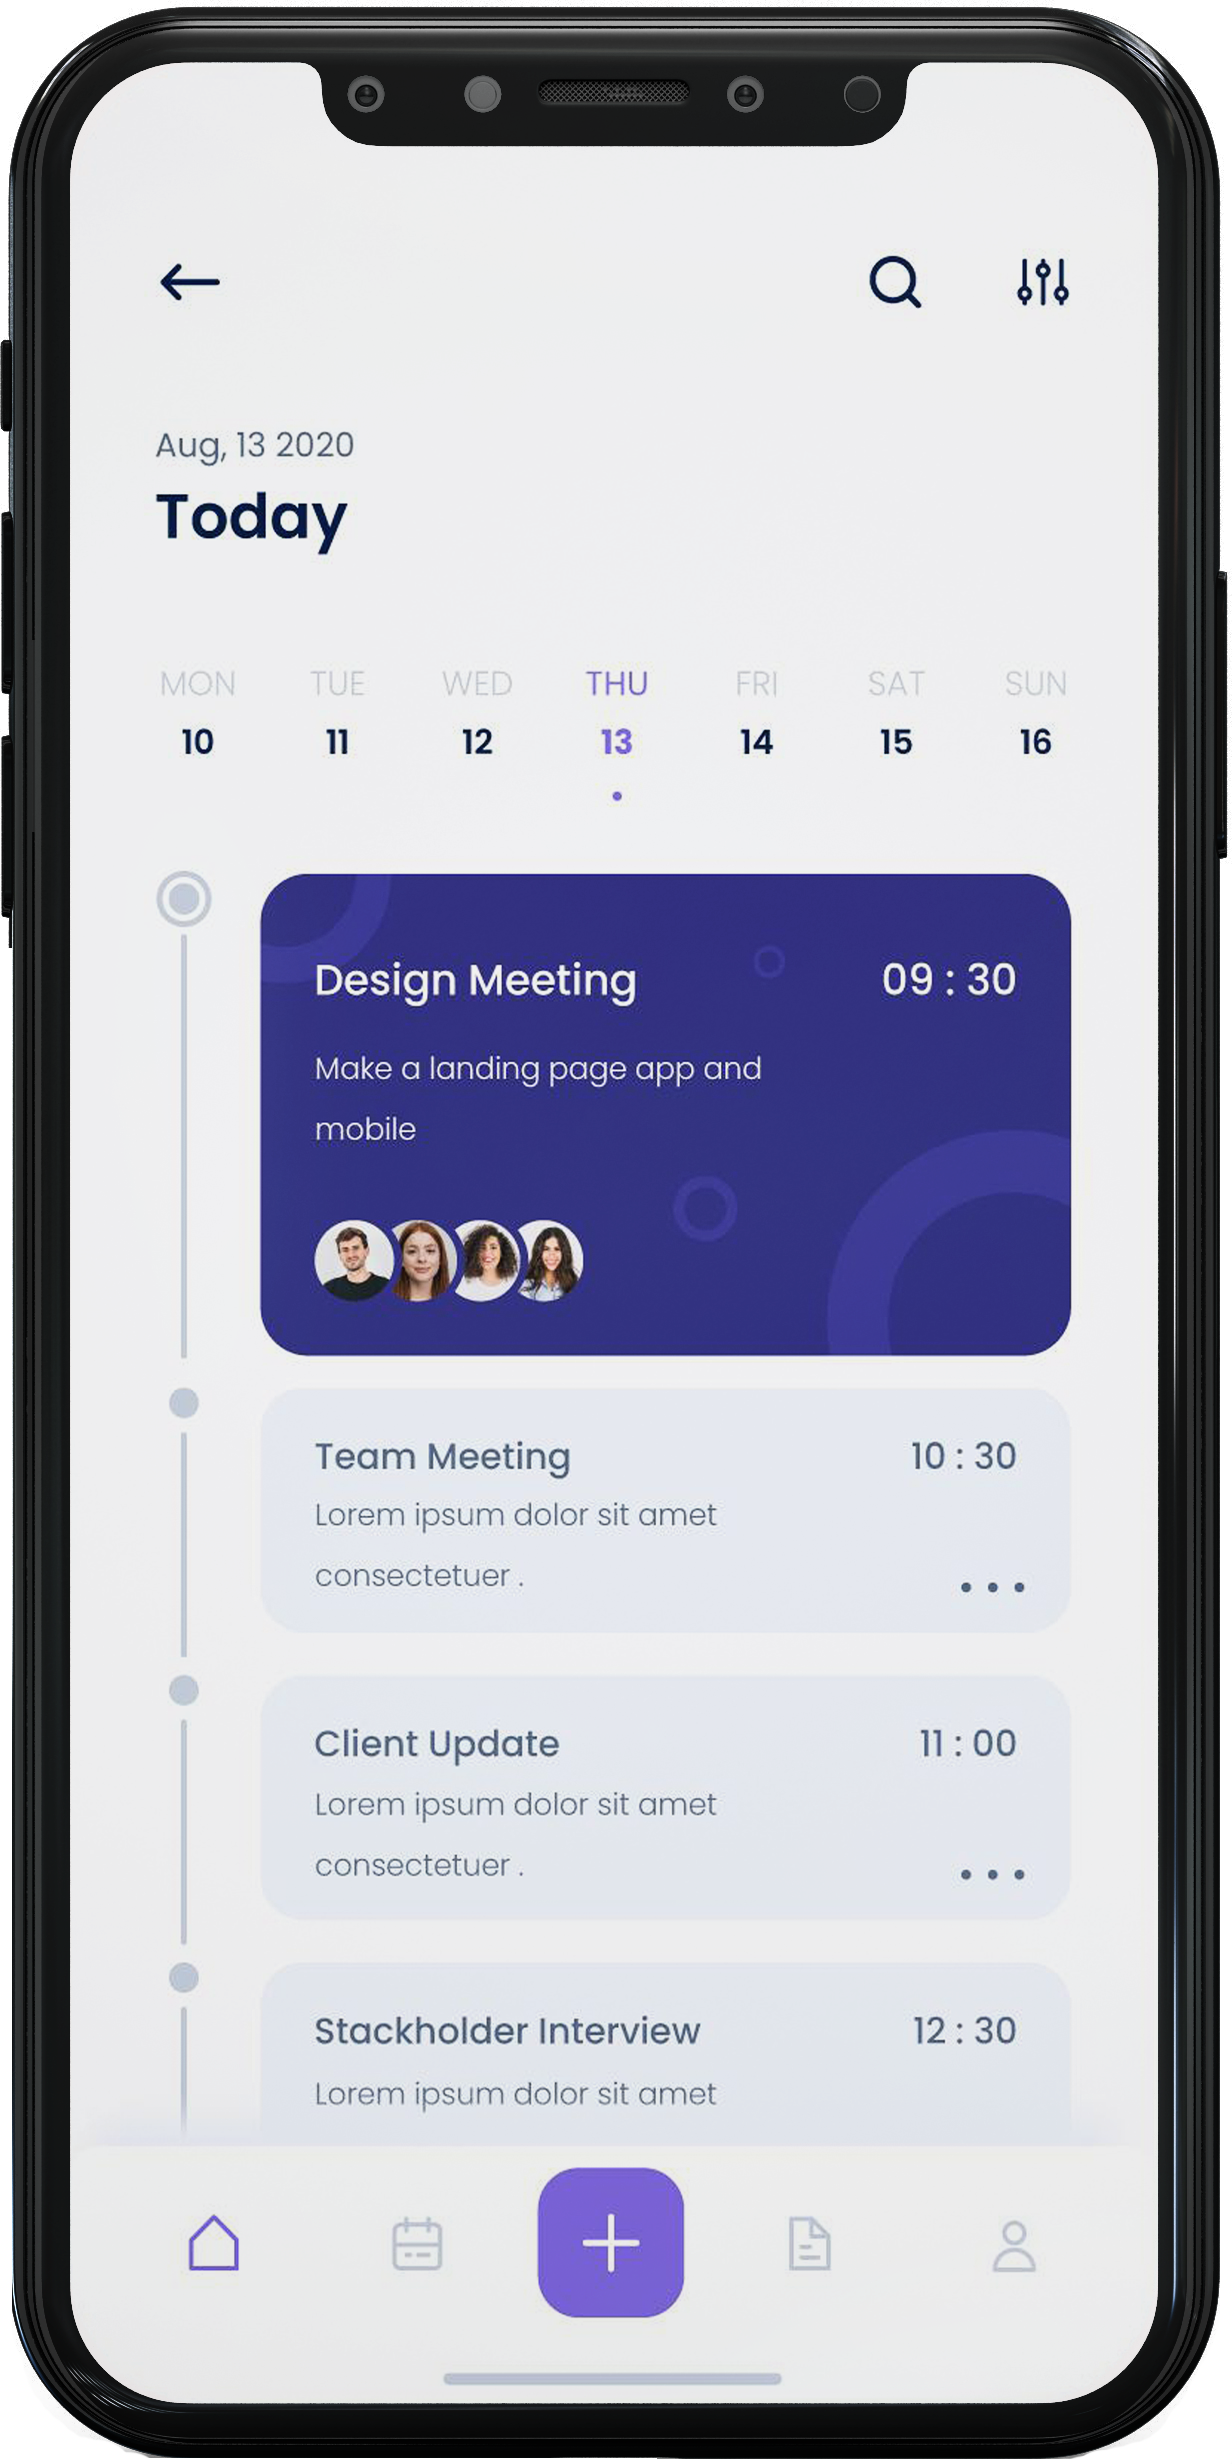 Aug, 13 2020
Today
MON TUE WED THU FRI SAT SUN
10 11 12 13 14 15 16
Design Meeting 09 : 30
Make a landing page app and
mobile
Team Meeting 10 : 30
Lorem ipsum dolor sit amet
consectetuer .
Client Update 11 : 00
Lorem ipsum dolor sit amet
consectetuer .
Stackholder Interview 12 : 30
Lorem ipsum dolor sit amet